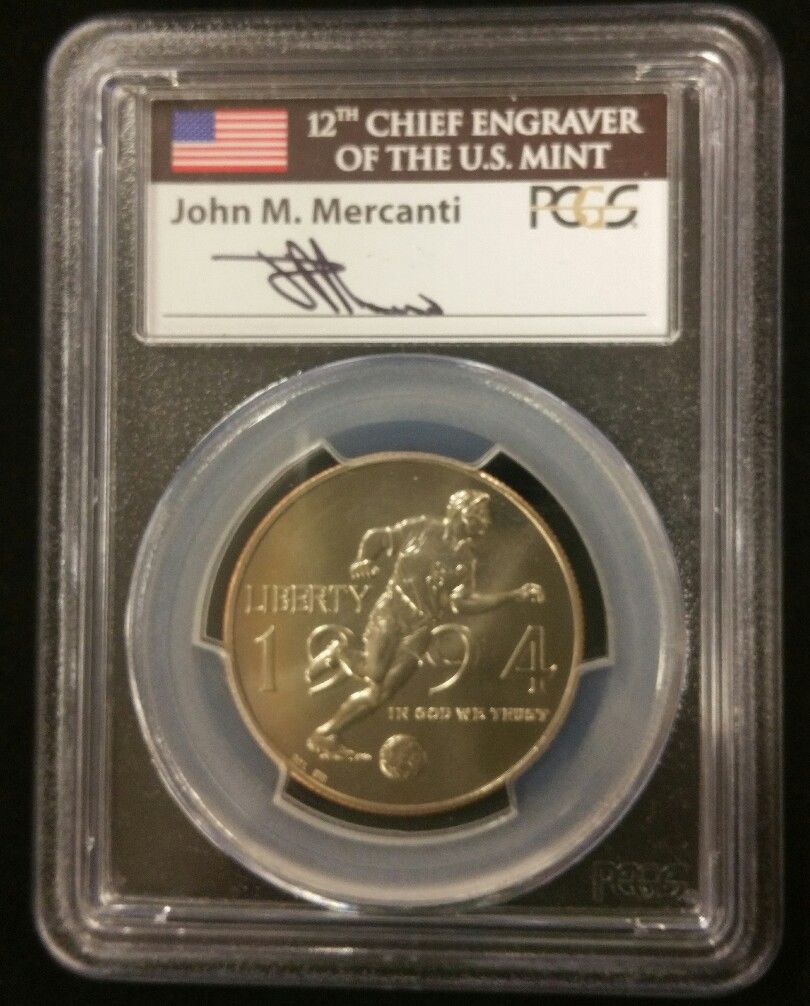 12TH CHIEF ENGRAVER
OF THE U.S. MINT
John M. Mercanti
PCGS
LIBERTY
1994
IN GOD WE TRUST
PCGS